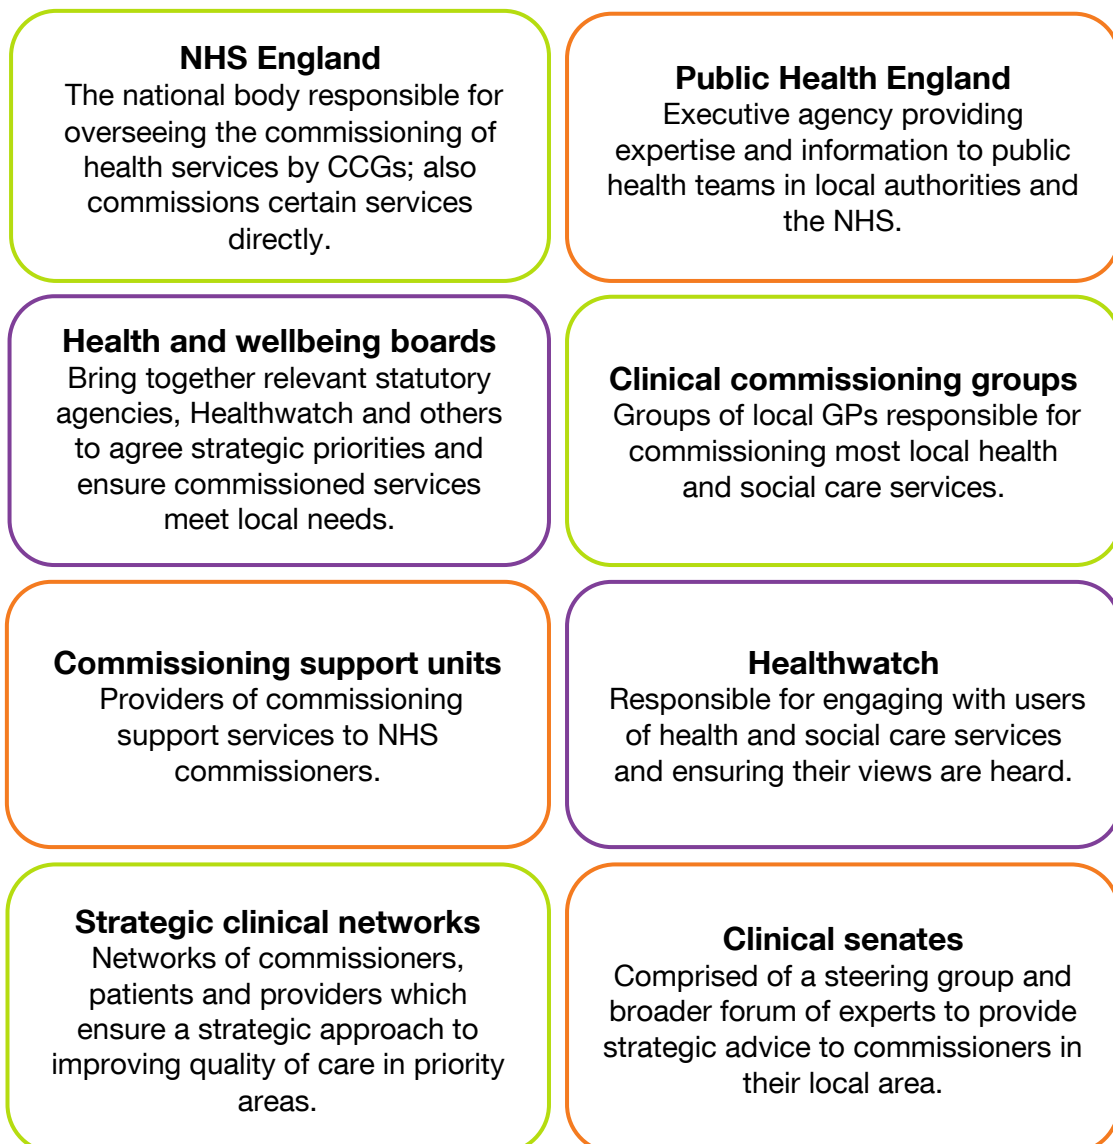 NHS England
The national body responsible for
overseeing the commissioning of
health services by CCGs; also
commissions certain services
directly.
Public Health England
Executive agency providing
expertise and information to public
health teams in local authorities and
the NHS.
Health and wellbeing boards
Bring together relevant statutory
agencies, Healthwatch and others
to agree strategic priorities and
ensure commissioned services
meet local needs.
Clinical commissioning groups
Groups of local GPs responsible for
commissioning most local health
and social care services.
Commissioning support units
Providers of commissioning
support services to NHS
commissioners.
Healthwatch
Responsible for engaging with users
of health and social care services
and ensuring their views are heard.
Strategic clinical networks
Networks of commissioners,
patients and providers which
ensure a strategic approach to
improving quality of care in priority
areas.
Clinical senates
Comprised of a steering group and
broader forum of experts to provide
strategic advice to commissioners in
their local area.